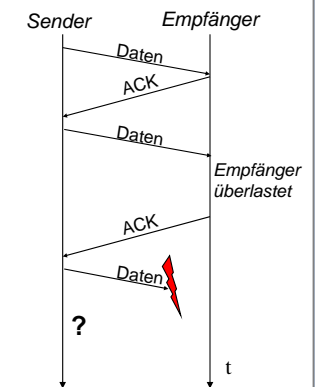 Sender Empfänger
Daten
ACK
Daten
Empfänger
überlastet
ACK
Daten
?
t